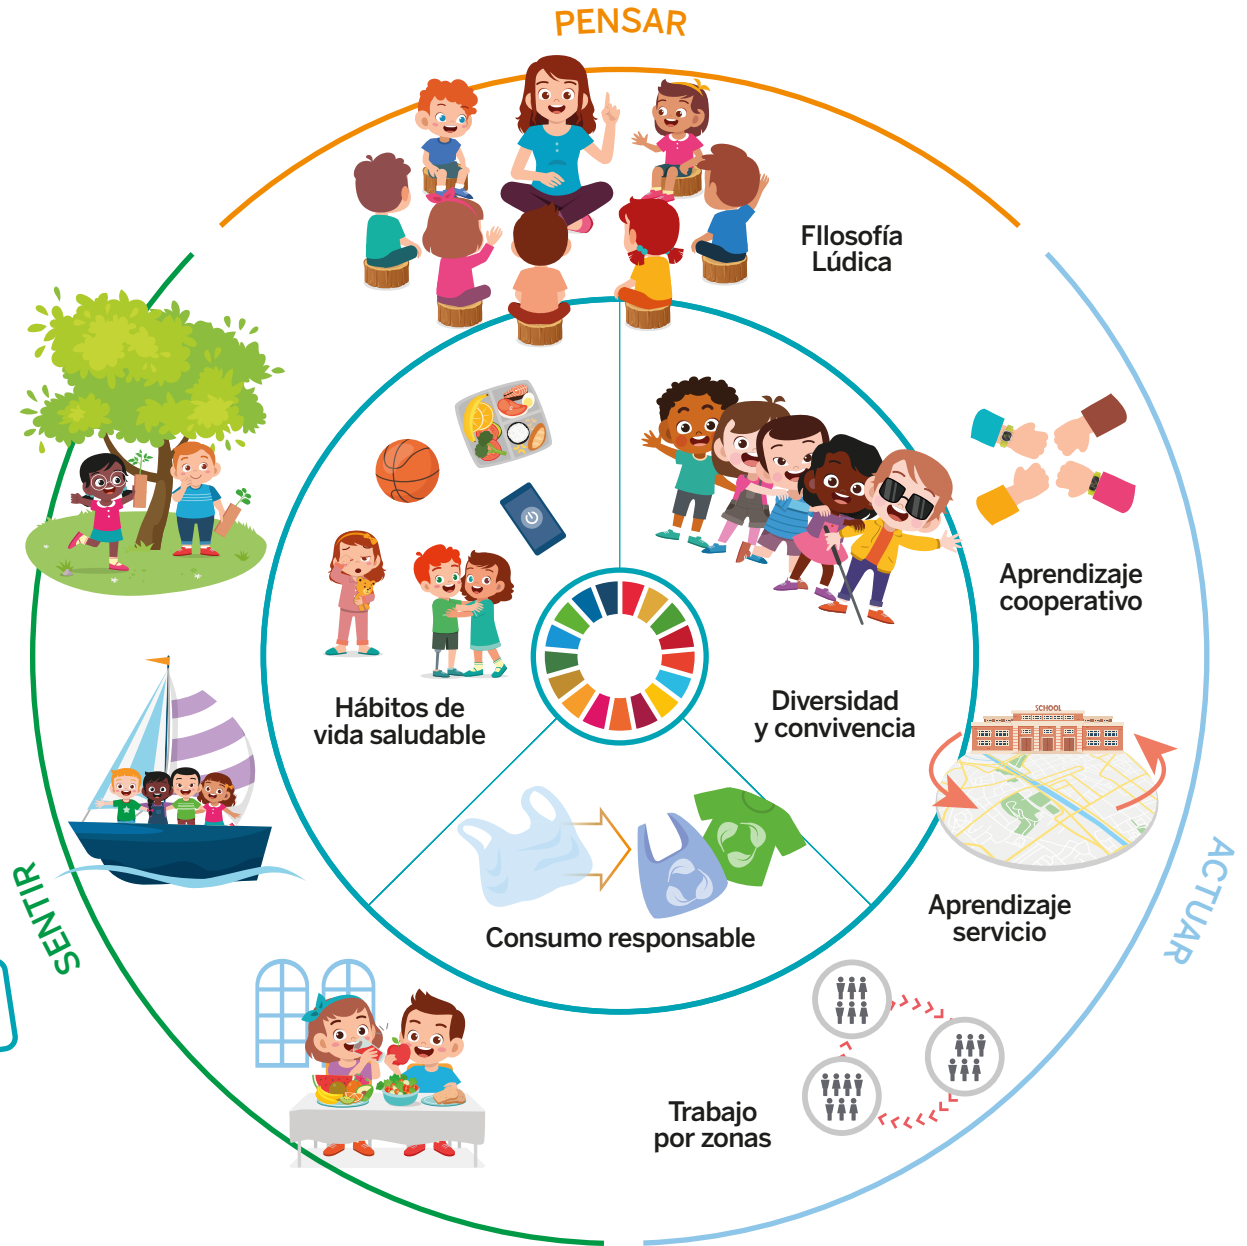 PENSAR
FIlosofía
Lúdica
Aprendizaje
cooperativo
Hábitos de
vida saludable
Diversidad
y convivencia
SCHOOL
Consumo responsable
Aprendizaje
servicio
SENTIR
ACTUAR
Trabajo
por zonas